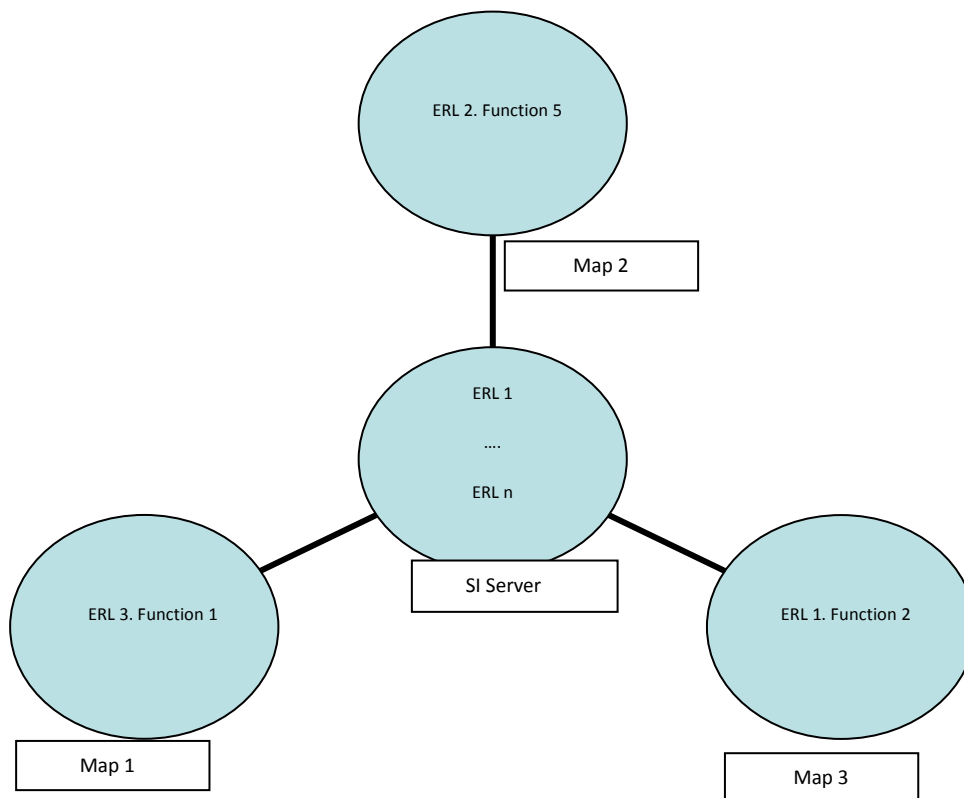 ERL 2. Function 5
Map 2
ERL 1
....
ERL n
SI Server
ERL 3. Function 1
ERL 1. Function 2
Map 1
Map 3